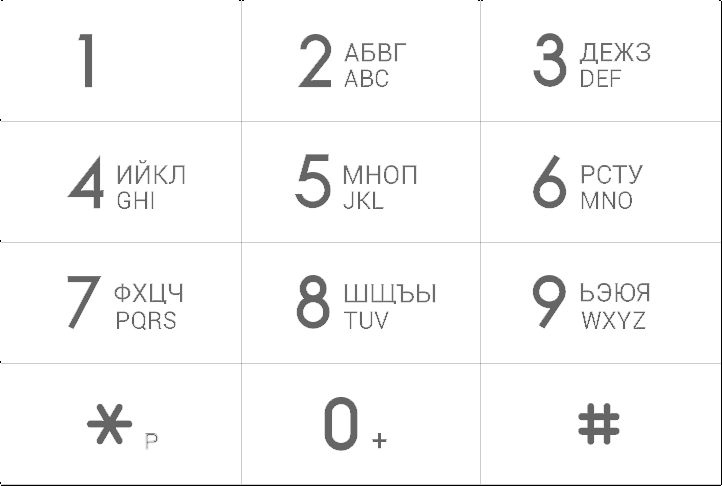 1
2 АБВГ
ABC
3 ДЕЖЗ
DEF
4 ИЙКЛ
GHI
5 МНОП
JKL
6 РСТУ
MNO
7 ФХЦЧ
PQRS
8 ШЩЪЫ
TUV
9 ЬЭЮЯ
WXYZ
* P
0 +
#